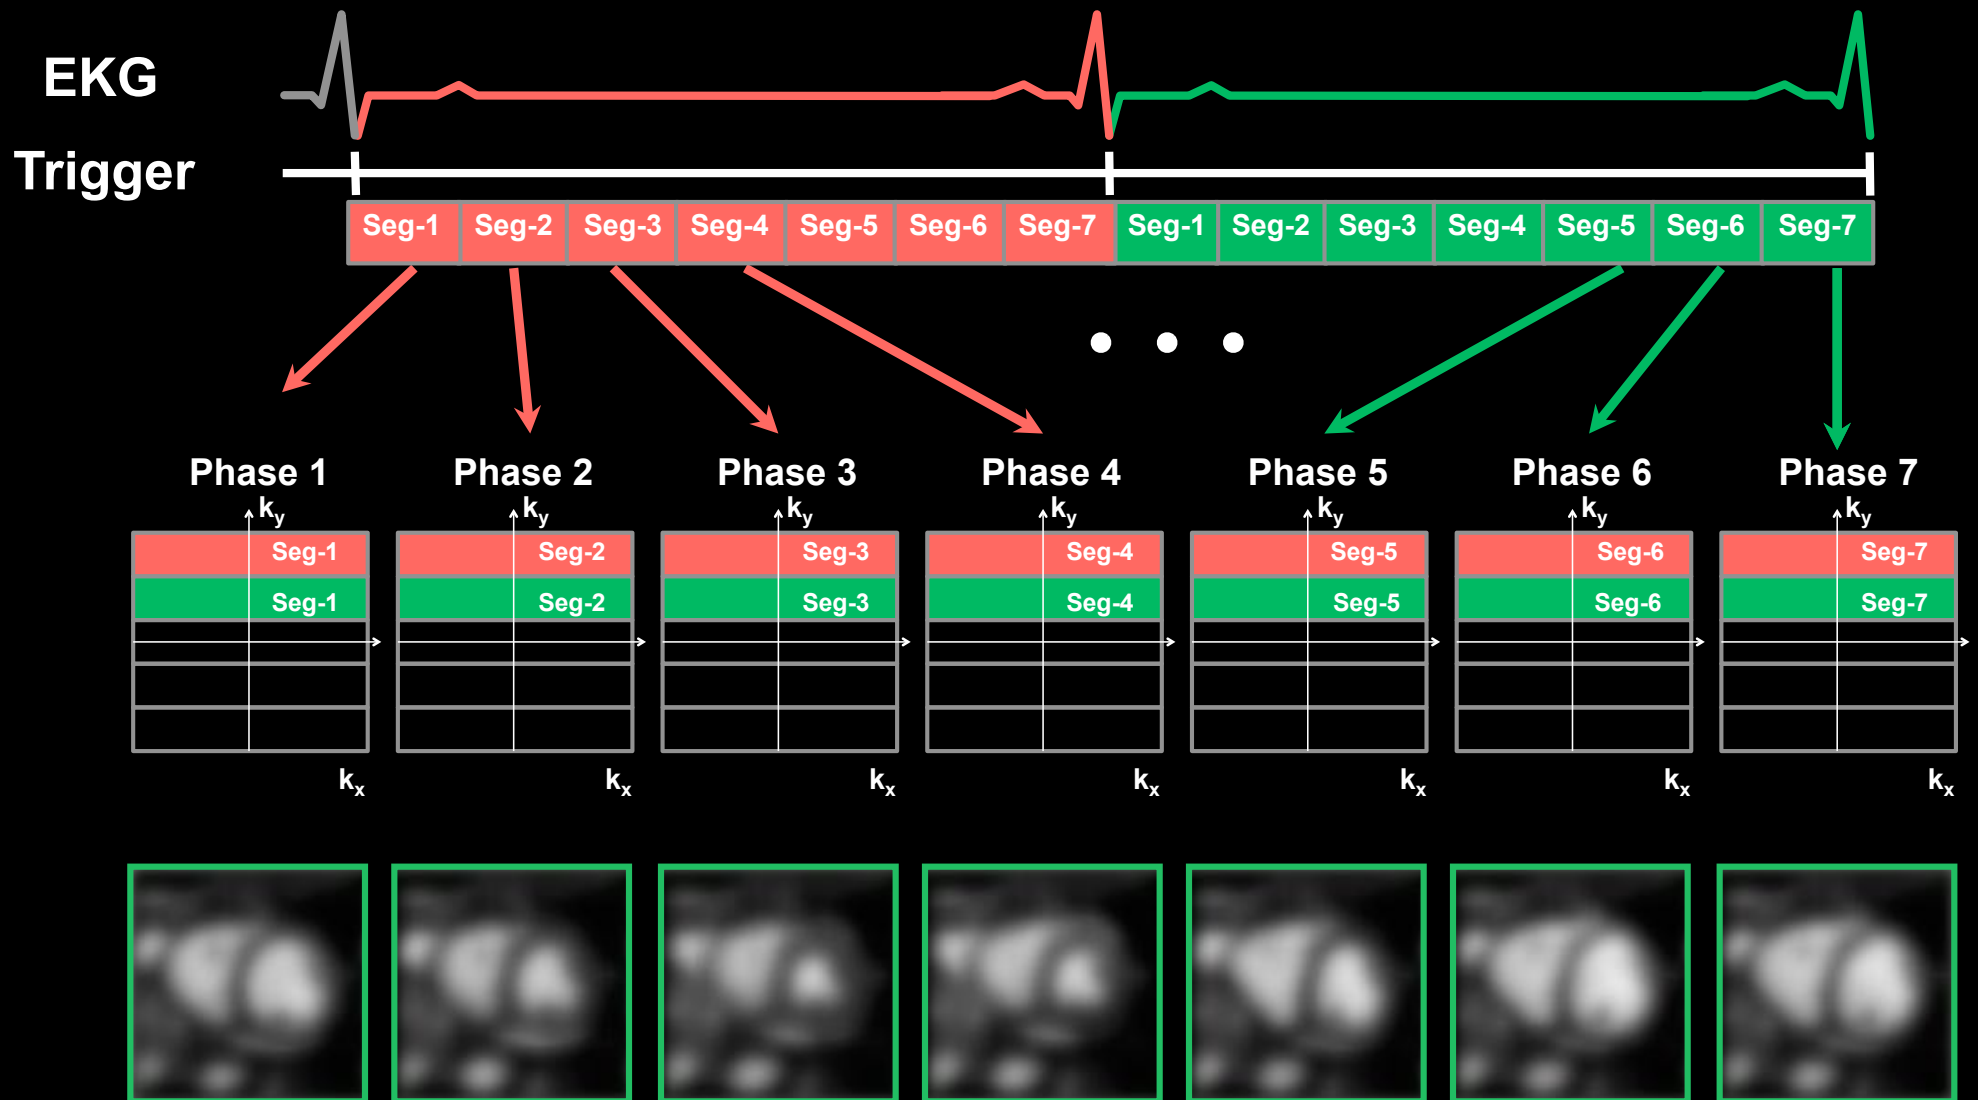 EKG
Trigger
Seg-1 Seg-2 Seg-3 Seg-4 Seg-5 Seg-6 Seg-7 Seg-1 Seg-2 Seg-3 Seg-4 Seg-5 Seg-6 Seg-7
Phase 1 Phase 2 Phase 3 Phase 4 Phase 5 Phase 6 Phase 7
ky ky ky ky ky ky ky
Seg-1 Seg-2 Seg-3 Seg-4 Seg-5 Seg-6 Seg-7
Seg-1 Seg-2 Seg-3 Seg-4 Seg-5 Seg-6 Seg-7
kx kx kx kx kx kx kx